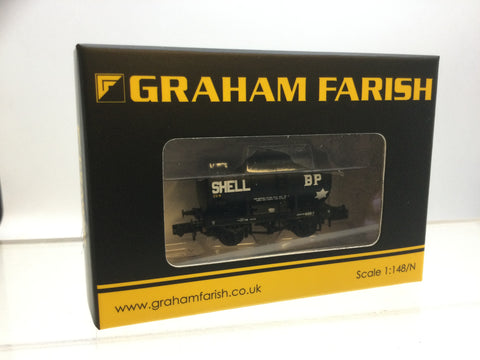 GRAHAM FARISH
SHELL BP
www.grahamfarish.co.uk
Scale 1:148/N